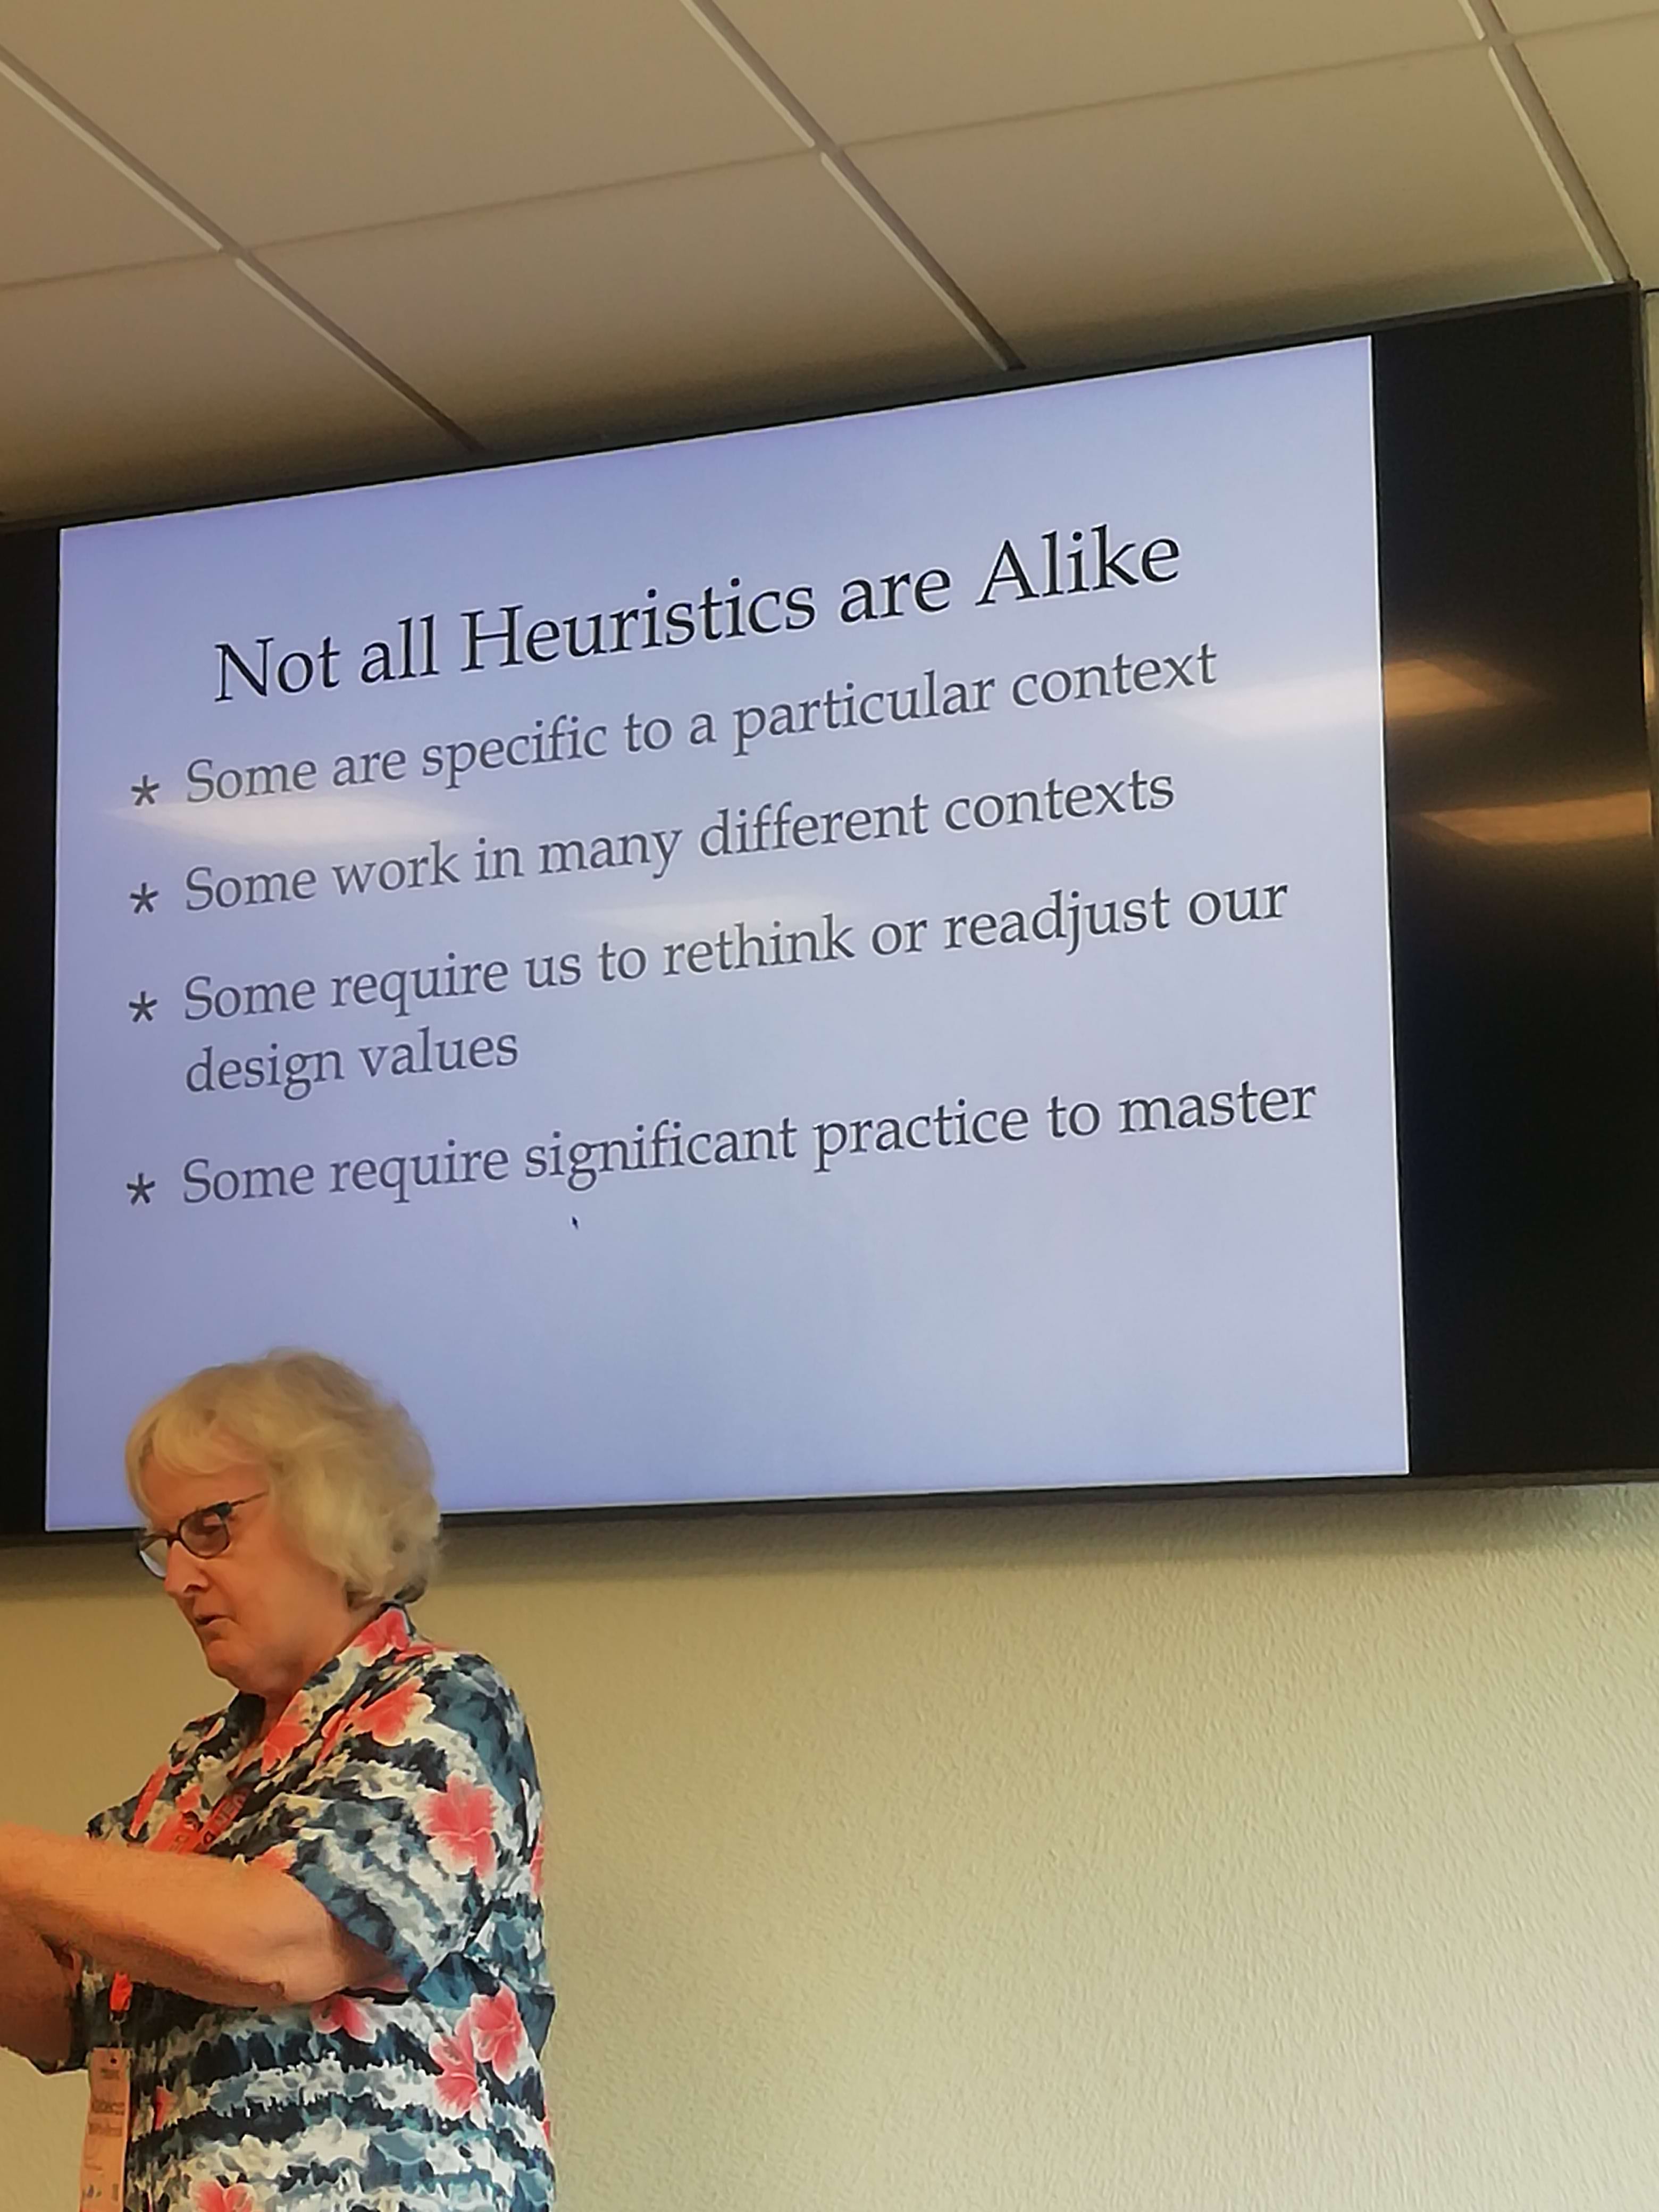 Not all Heuristics are Alike
* Some are specific to a particular context
* Some work in many different contexts
* Some require us to rethink or readjust our
design values
* Some require significant practice to master